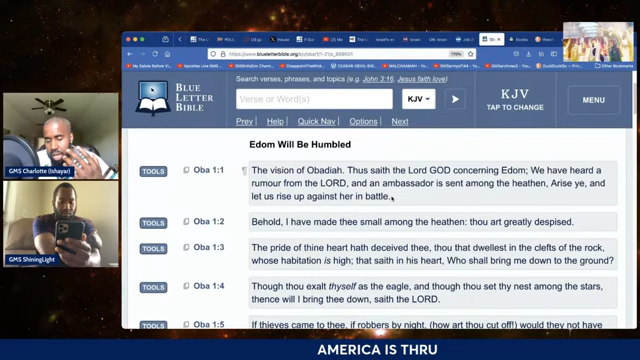 https://www.blueletterbible.org
170%
Other Bookmarks
BLUE
LETTER
BIBLE
Search verses, phrases, and topics (e.g. John 3:16, Jesus faith love)
Verse or Word(s)
KJV
KJV
TAP TO CHANGE
MENU
Prev | Help | Quick Nav | Options | Next
Edom Will Be Humbled
TOOLS Oba 1:1 ¶ The vision of Obadiah. Thus saith the Lord GOD concerning Edom; We have heard a
rumour from the LORD, and an ambassador is sent among the heathen, Arise ye, and
let us rise up against her in battle.
TOOLS Oba 1:2 Behold, I have made thee small among the heathen: thou art greatly despised.
TOOLS Oba 1:3 The pride of thine heart hath deceived thee, thou that dwellest in the clefts of the rock,
whose habitation is high; that saith in his heart, Who shall bring me down to the ground?
TOOLS Oba 1:4 Though thou exalt thyself as the eagle, and though thou set thy nest among the stars,
thence will I bring thee down, saith the LORD.
TOOLS Oba 1:5 If thieves came to thee, if robbers by night, (how art thou cut off!) would they not have
GMS Charlotte (Ishayar)
GMS ShiningLight
AMERICA IS THRU